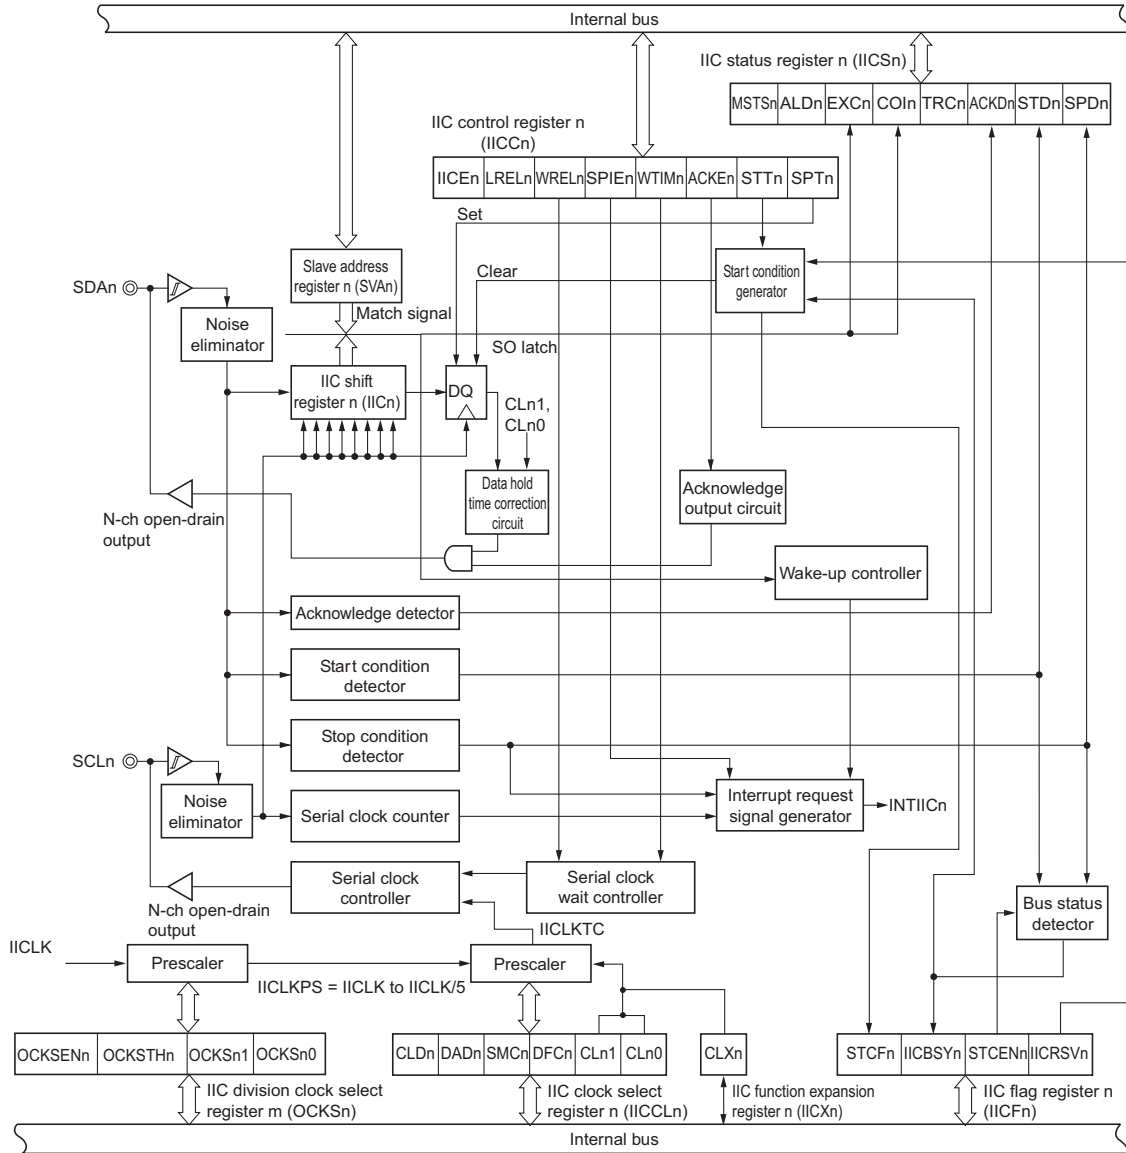 Internal bus
IIC status register n (IICSn)
MSTSn ALDn EXCn COIn TRCn ACKDn STDn SPDn
IIC control register n
(IICCn)
IICEn LRELn WRELn SPIEn WTIMn ACKEn STTn SPTn
Set
Clear
Slave address
register n (SVAn)
Start condition
generator
SDAn
Noise
eliminator
Match signal
SO latch
IIC shift
register n (IICn)
DQ
CLn1,
CLn0
Data hold
time correction
circuit
Acknowledge
output circuit
N-ch open-drain
output
Wake-up controller
Acknowledge detector
Start condition
detector
Stop condition
detector
SCLn
Noise
eliminator
Serial clock counter
Interrupt request
signal generator
INTIICn
Serial clock
controller
Serial clock
wait controller
N-ch open-drain
output
Bus status
detector
IICLKTC
IICLK
Prescaler
Prescaler
IICLKPS = IICLK to IICLK/5
OCKSENn OCKSTHn OCKSn1 OCKSn0
CLDn DADn SMCn DFCn CLn1 CLn0
CLXn
STCFn IICBSYn STCENn IICRSVn
IIC division clock select
register m (OCKSn)
IIC clock select
register n (IICCLn)
IIC function expansion
register n (IICXn)
IIC flag register n
(IICFn)
Internal bus